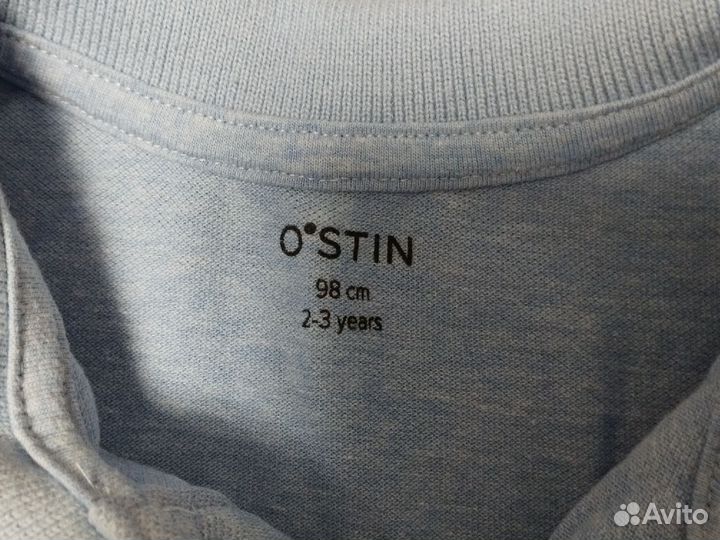 O•STIN
98 cm
2-3 years
Avito